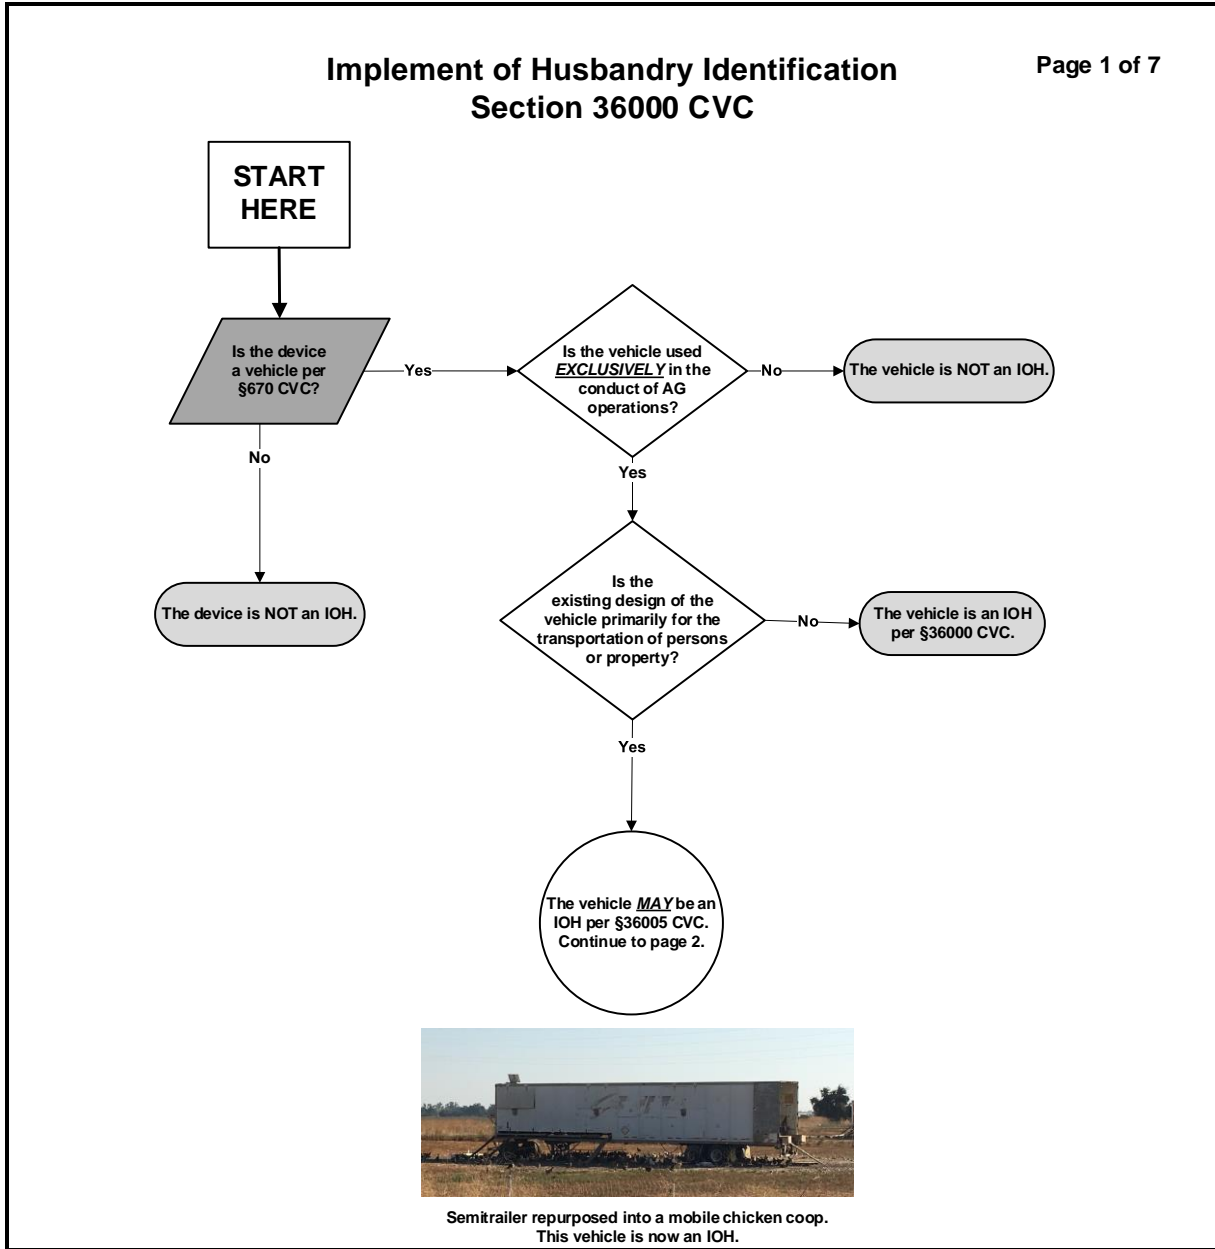 Implement of Husbandry Identification
Section 36000 CVC
Page 1 of 7
START
HERE
Is the device
a vehicle per
§670 CVC?
Yes
Is the vehicle used
EXCLUSIVELY in the
conduct of AG
operations?
No
The vehicle is NOT an IOH.
No
Yes
The device is NOT an IOH.
Is the
existing design of the
vehicle primarily for the
transportation of persons
or property?
No
The vehicle is an IOH
per §36000 CVC.
Yes
The vehicle MAY be an
IOH per §36005 CVC.
Continue to page 2.
Semitrailer repurposed into a mobile chicken coop.
This vehicle is now an IOH.